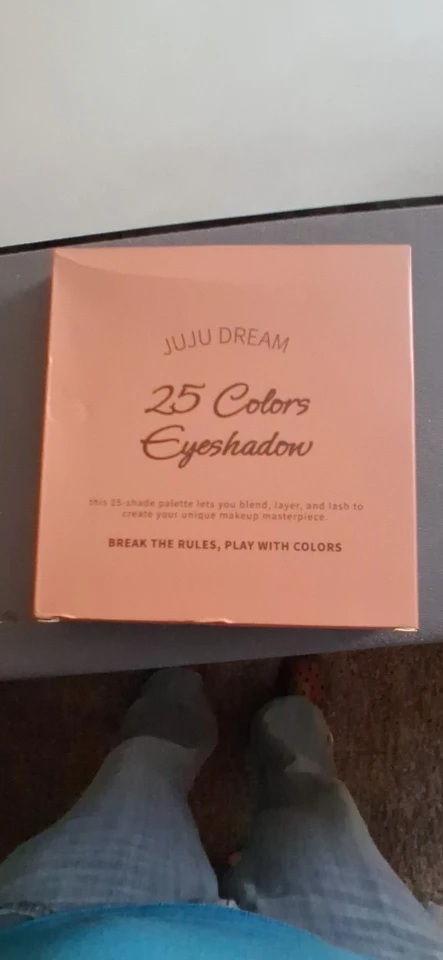 JUJU DREAM
25 Colors
Eyeshadow
this 25-shade palette lets you blend, layer, and lash to
create your unique makeup masterpiece.
BREAK THE RULES, PLAY WITH COLORS